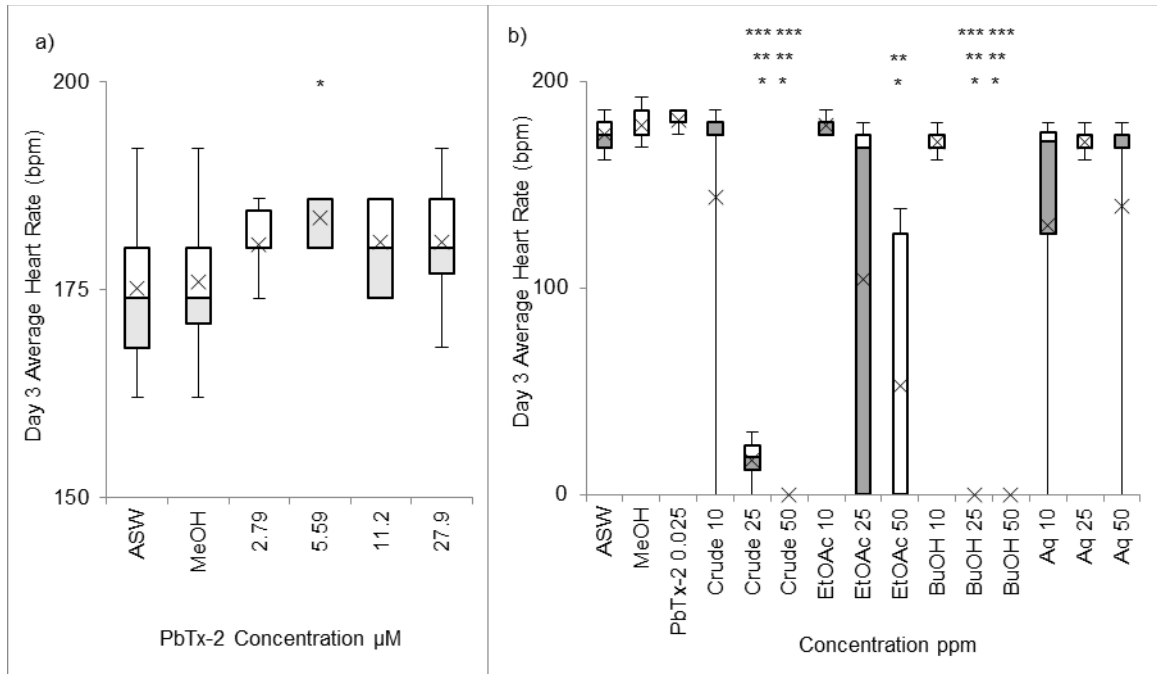 a)
*
200
175
150
Day 3 Average Heart Rate (bpm)
ASW
MeOH
2.79
5.59
11.2
27.9
PbTx-2 Concentration µM
b)
*** *** *** ***
** ** ** ** **
* * * * *
200
100
0
Day 3 Average Heart Rate (bpm)
ASW
MeOH
PbTx-2 0.025
Crude 10
Crude 25
Crude 50
EtOAc 10
EtOAc 25
EtOAc 50
BuOH 10
BuOH 25
BuOH 50
Aq 10
Aq 25
Aq 50
Concentration ppm